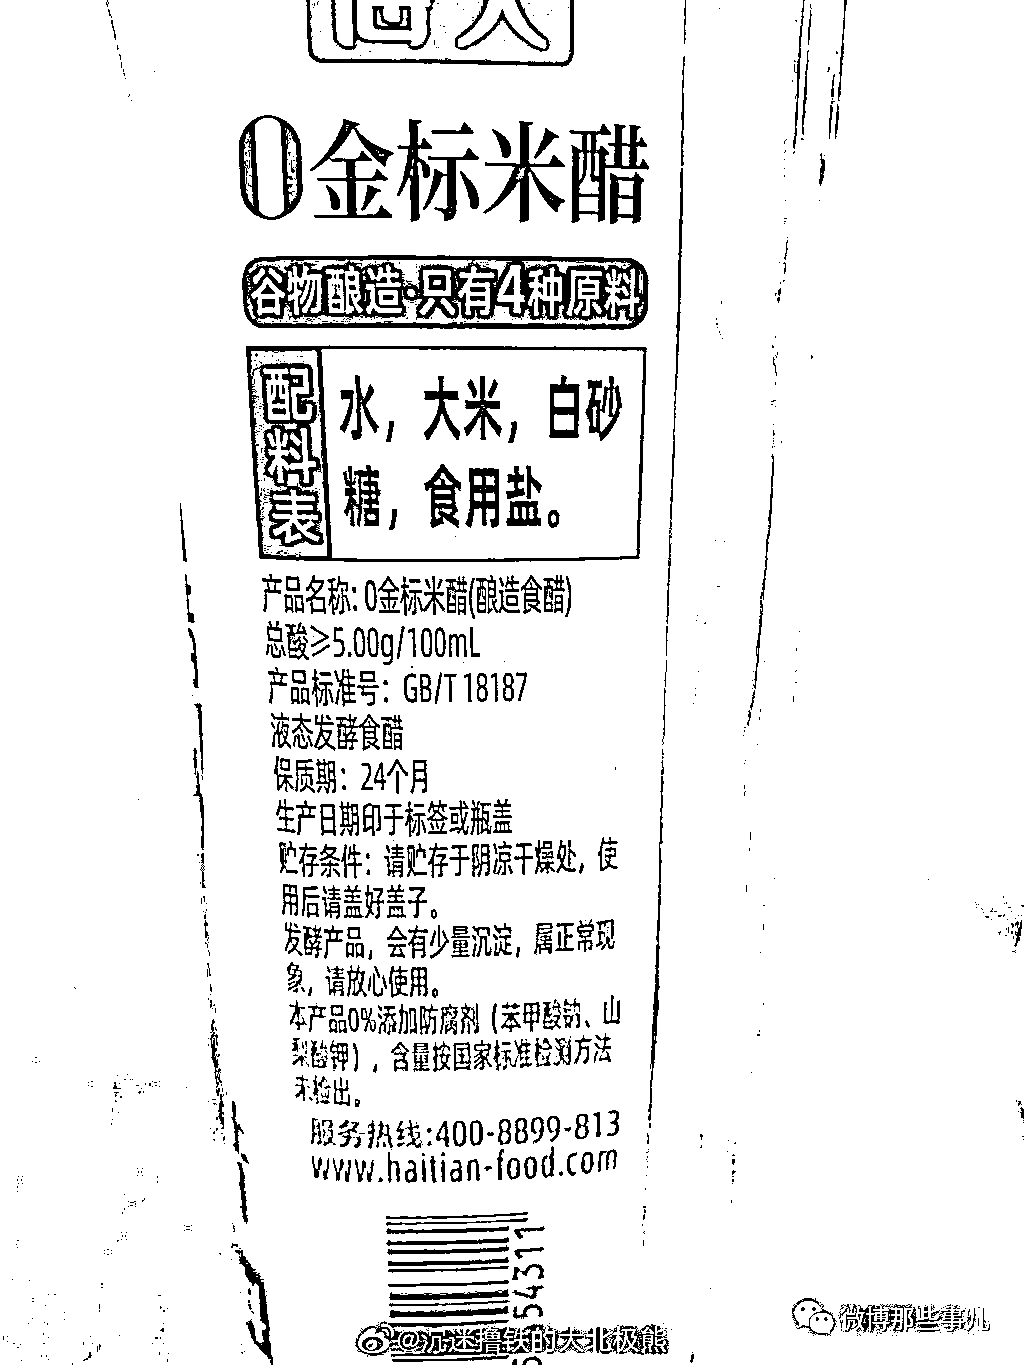 0金标米醋
谷物酿造·只有4种原料
配料表
水，大米，白砂
糖，食用盐。
产品名称：0金标米醋(酿造食醋)
总酸≥5.00g/100mL
产品标准号：GB/T 18187
液态发酵食醋
保质期：24个月
生产日期印于标签或瓶盖
贮存条件：请贮存于阴凉干燥处，使
用后请盖好盖子。
发酵产品，会有少量沉淀，属正常现
象，请放心使用。
本产品0%添加防腐剂（苯甲酸钠、山
梨酸钾），含量按国家标准检测方法
未检出。
服务热线:400-8899-813
www.haitian-food.com
54311
@沉迷撸铁的大北极熊
微博那些事儿